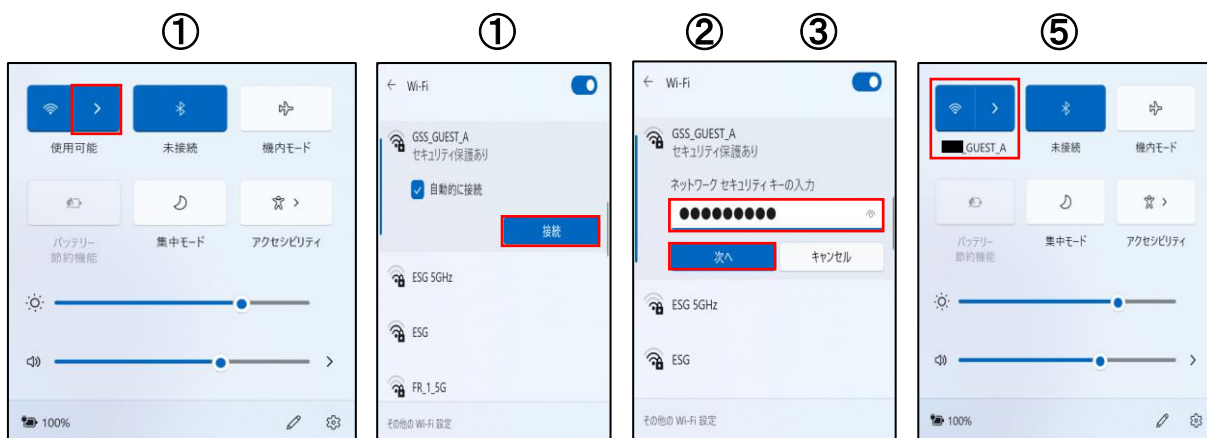 ①
使用可能
未接続
機内モード
バッテリー
節約機能
集中モード
アクセシビリティ
100%
①
Wi-Fi
GSS_GUEST_A
セキュリティ保護あり
自動的に接続
接続
ESG 5GHz
ESG
FR_1_5G
その他の Wi-Fi 設定
② ③
Wi-Fi
GSS_GUEST_A
セキュリティ保護あり
ネットワーク セキュリティ キーの入力
●●●●●●●●●
次へ
キャンセル
ESG 5GHz
ESG
その他の Wi-Fi 設定
⑤
_GUEST_A
未接続
機内モード
バッテリー
節約機能
集中モード
アクセシビリティ
100%